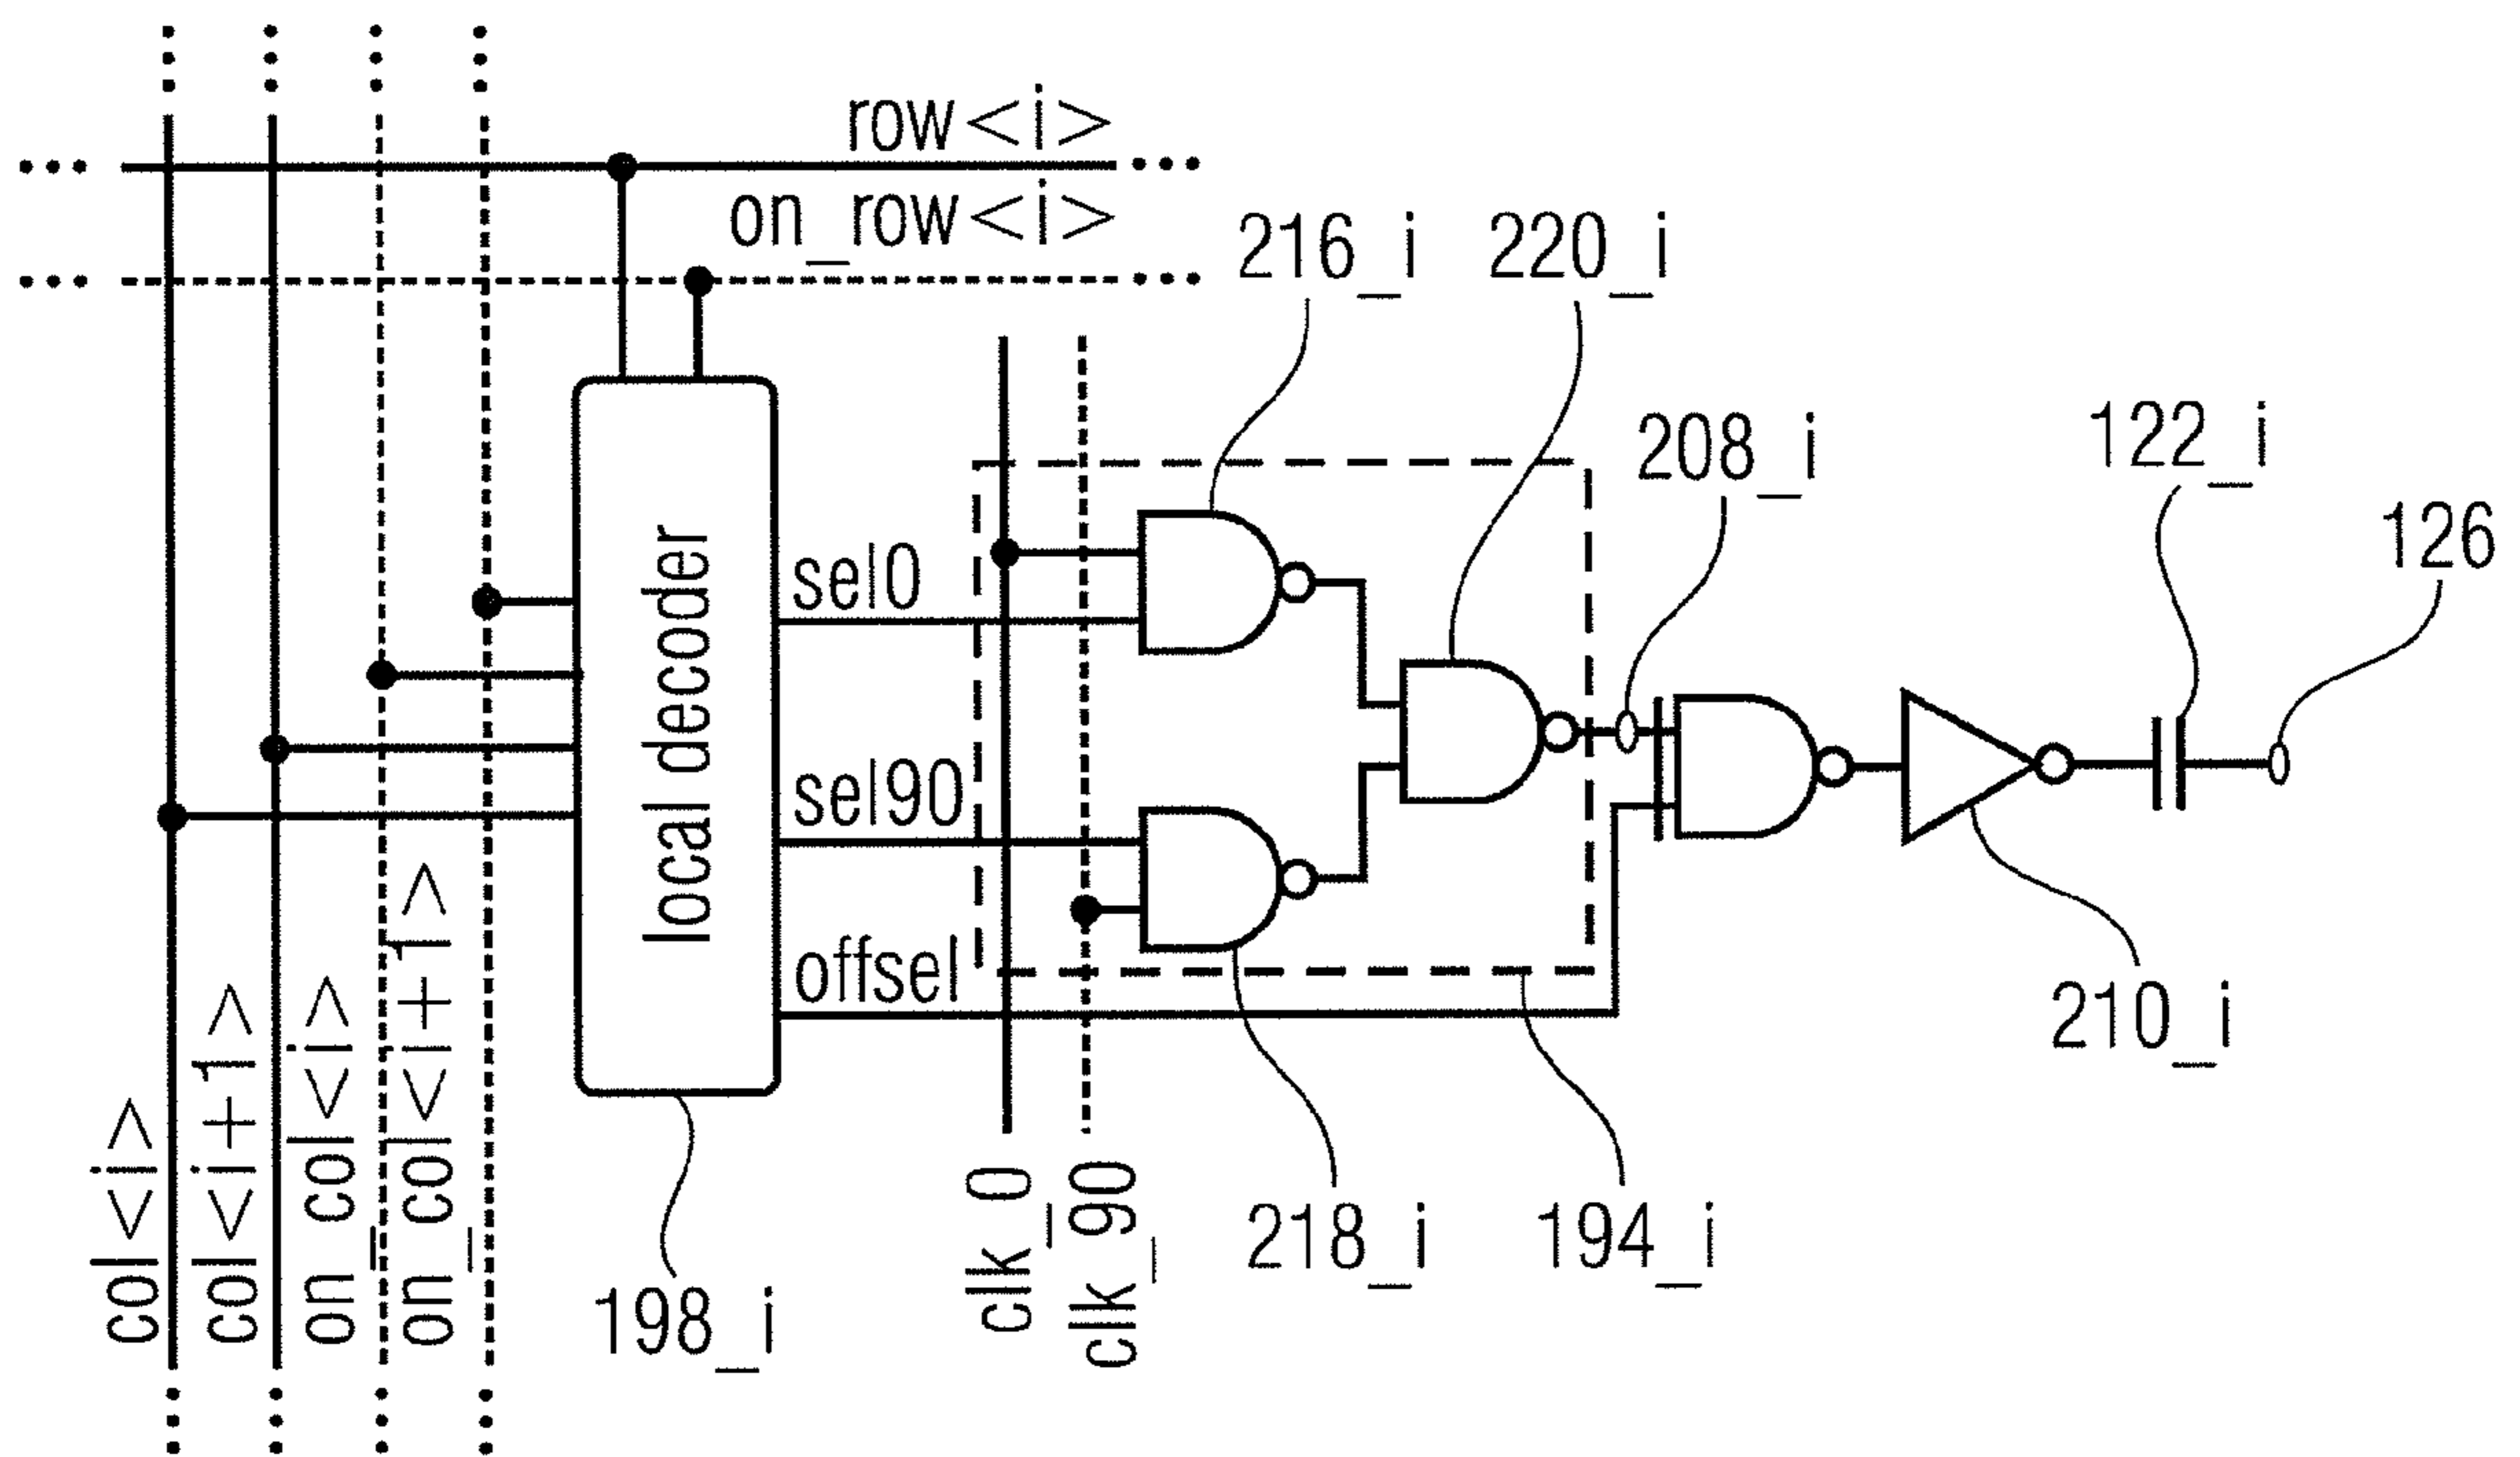 row<i>
on_row<i>
216_i
220_i
208_i
122_i
126
local decoder
sel0
sel90
offsel
col<i>
col<i+1>
on_col<i>
on_col<i+1>
clk_0
clk_90
198_i
218_i
194_i
210_i